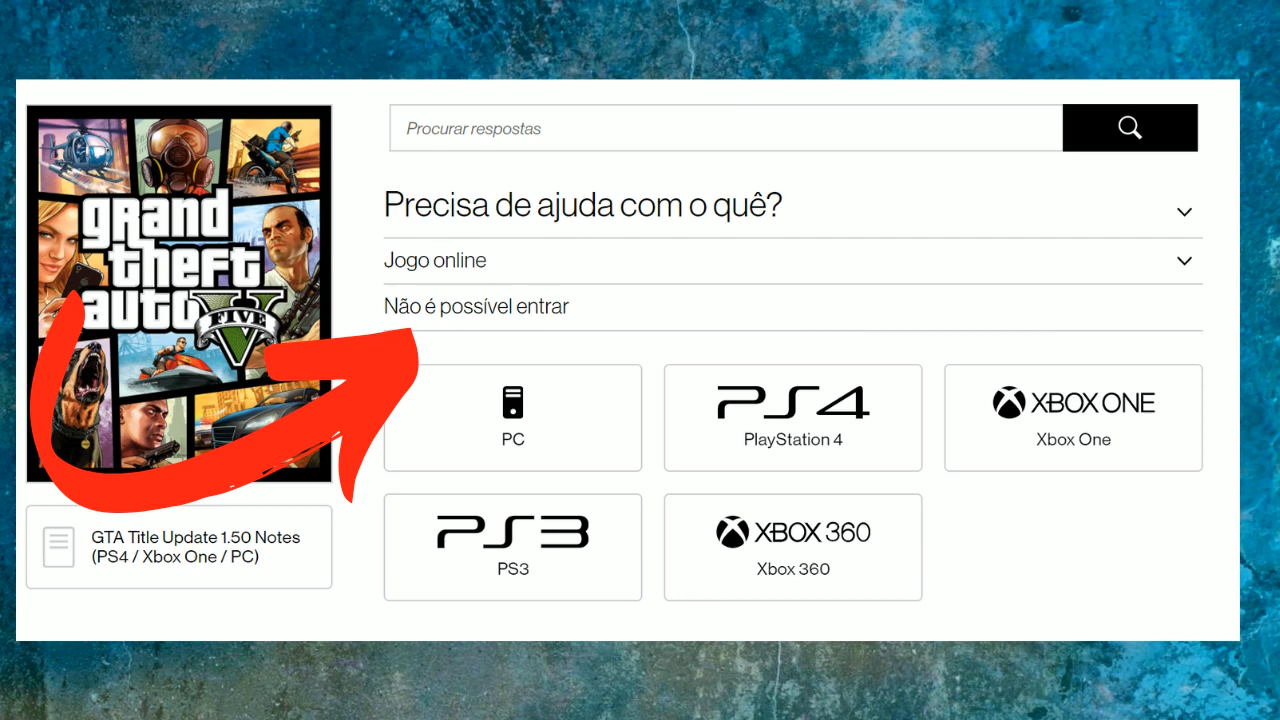 grand
theft
auto V
FIVE
GTA Title Update 1.50 Notes
(PS4 / Xbox One / PC)
Procurar respostas
Precisa de ajuda com o quê?
Jogo online
Não é possível entrar
PC
PS4
PlayStation 4
XBOX ONE
Xbox One
PS3
PS3
XBOX 360
Xbox 360